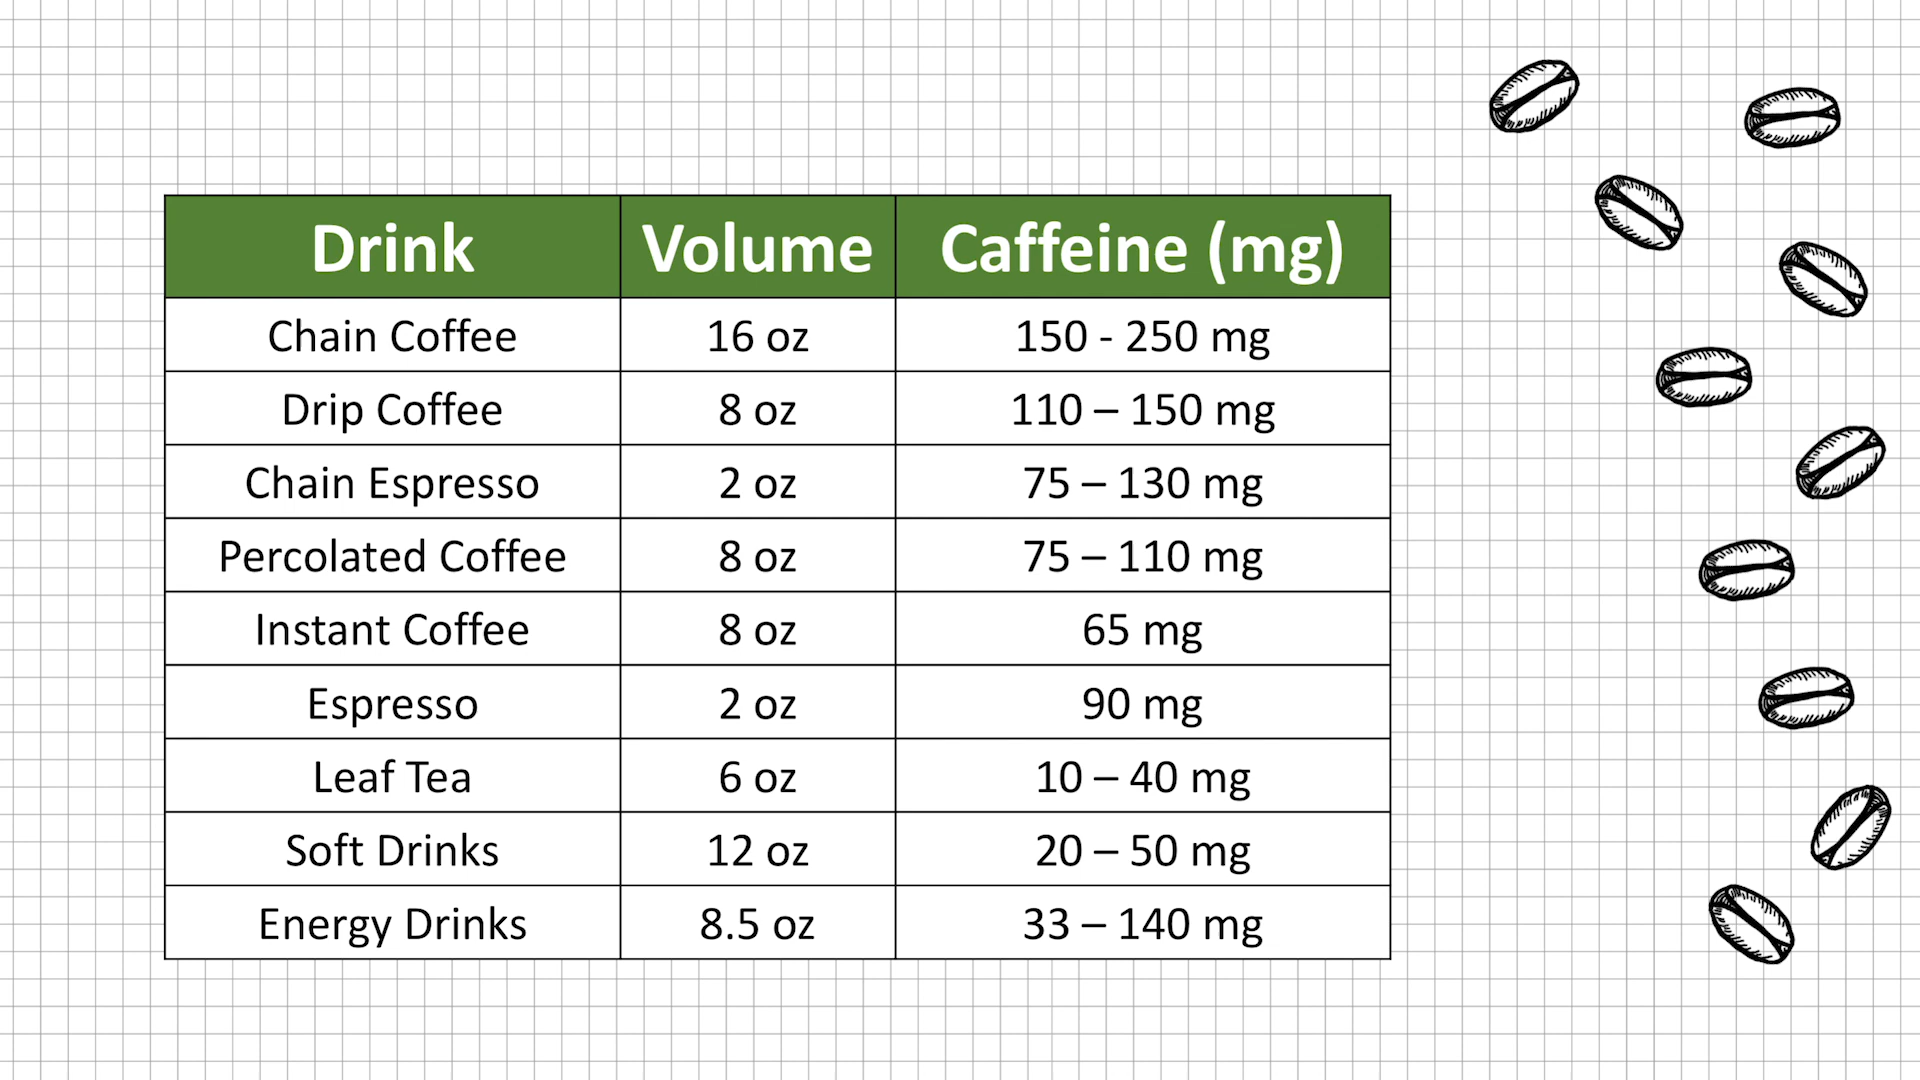 Drink Volume Caffeine (mg)
Chain Coffee 16 oz 150 - 250 mg
Drip Coffee 8 oz 110 – 150 mg
Chain Espresso 2 oz 75 – 130 mg
Percolated Coffee 8 oz 75 – 110 mg
Instant Coffee 8 oz 65 mg
Espresso 2 oz 90 mg
Leaf Tea 6 oz 10 – 40 mg
Soft Drinks 12 oz 20 – 50 mg
Energy Drinks 8.5 oz 33 – 140 mg